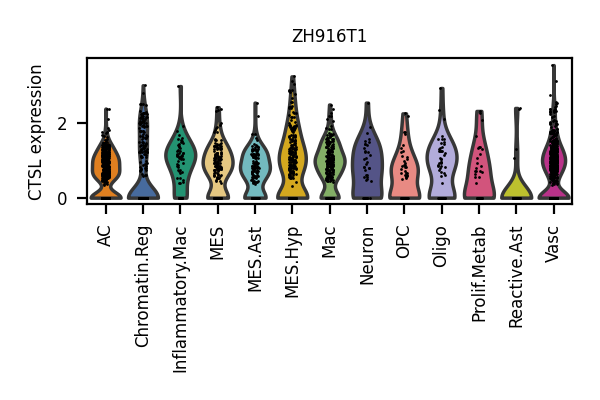 ZH916T1
CTSL expression
2
0
AC
Chromatin.Reg
Inflammatory.Mac
MES
MES.Ast
MES.Hyp
Mac
Neuron
OPC
Oligo
Prolif.Metab
Reactive.Ast
Vasc